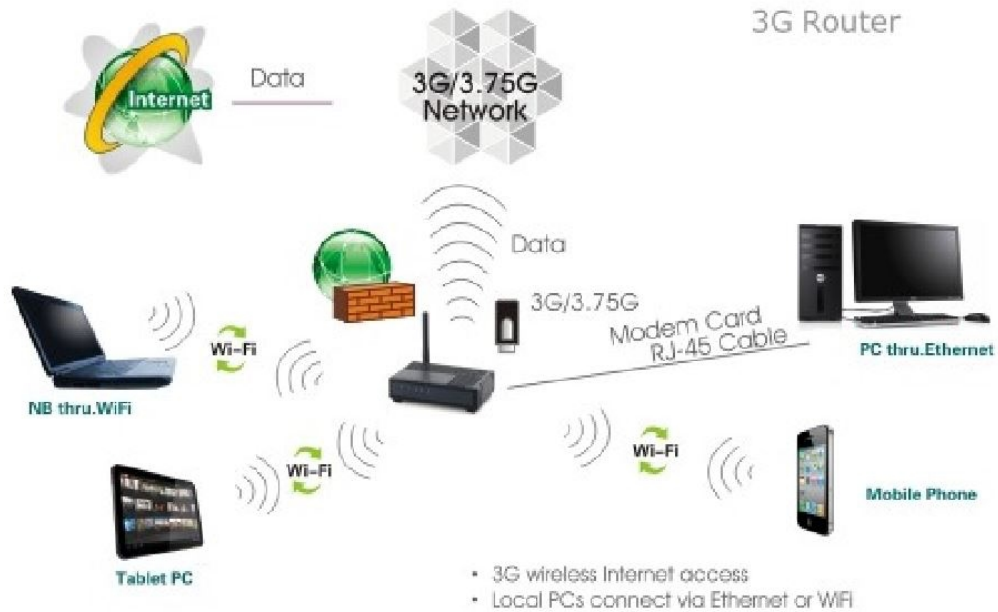 3G Router
Internet
Data
3G/3.75G
Network
Data
3G/3.75G
Modem Card
RJ-45 Cable
PC thru.Ethernet
Wi-Fi
NB thru.WiFi
Wi-Fi
Wi-Fi
Mobile Phone
Tablet PC
• 3G wireless Internet access
• Local PCs connect via Ethernet or WiFi